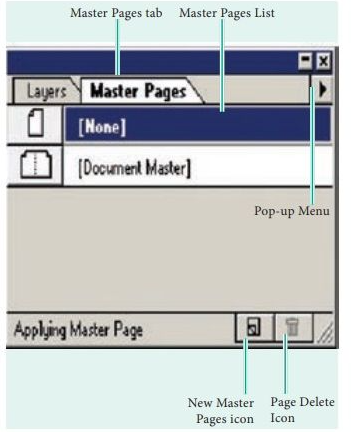 Master Pages tab Master Pages List
Layers Master Pages
[None]
[Document Master]
Pop-up Menu
Applying Master Page
New Master Page Delete
Pages icon Icon